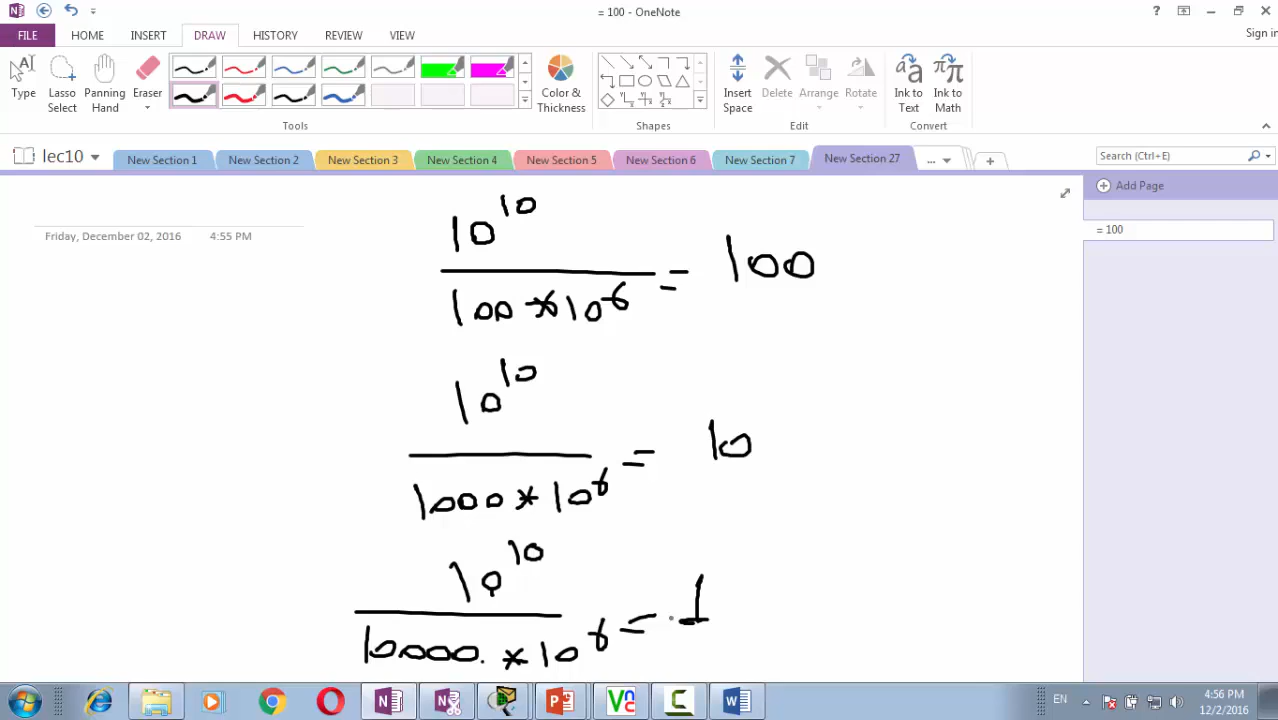 = 100 - OneNote
FILE HOME INSERT DRAW HISTORY REVIEW VIEW Sign in
Type Lasso Select Panning Hand Eraser Color & Thickness Insert Space Delete Arrange Rotate Ink to Text Ink to Math
Tools Shapes Edit Convert
lec10 New Section 1 New Section 2 New Section 3 New Section 4 New Section 5 New Section 6 New Section 7 New Section 27 ... Search (Ctrl+E)
Add Page
= 100
Friday, December 02, 2016 4:55 PM
10^10
100 * 10^6 = 100
10^10
1000 * 10^6 = 10
10^10
10000. * 10^6 = 1
EN 4:56 PM
12/2/2016